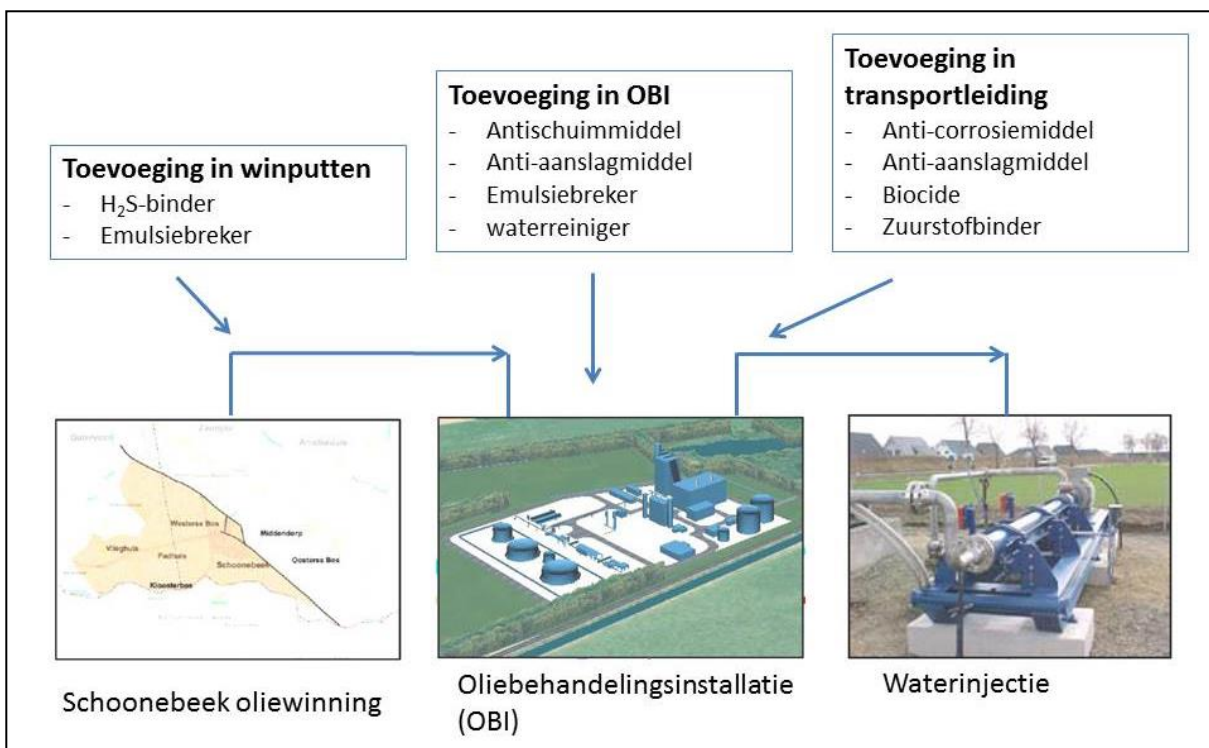 Toevoeging in winputten
- H₂S-binder
- Emulsiebreker
Toevoeging in OBI
- Antischuimmiddel
- Anti-aanslagmiddel
- Emulsiebreker
- waterreiniger
Toevoeging in
transportleiding
- Anti-corrosiemiddel
- Anti-aanslagmiddel
- Biocide
- Zuurstofbinder
Westeres Bos
Middendorp
Vlieghuis
Schoonebeek
Oosteres Bos
Kloosterbos
Schoonebeek oliewinning
Oliebehandelingsinstallatie
(OBI)
Waterinjectie